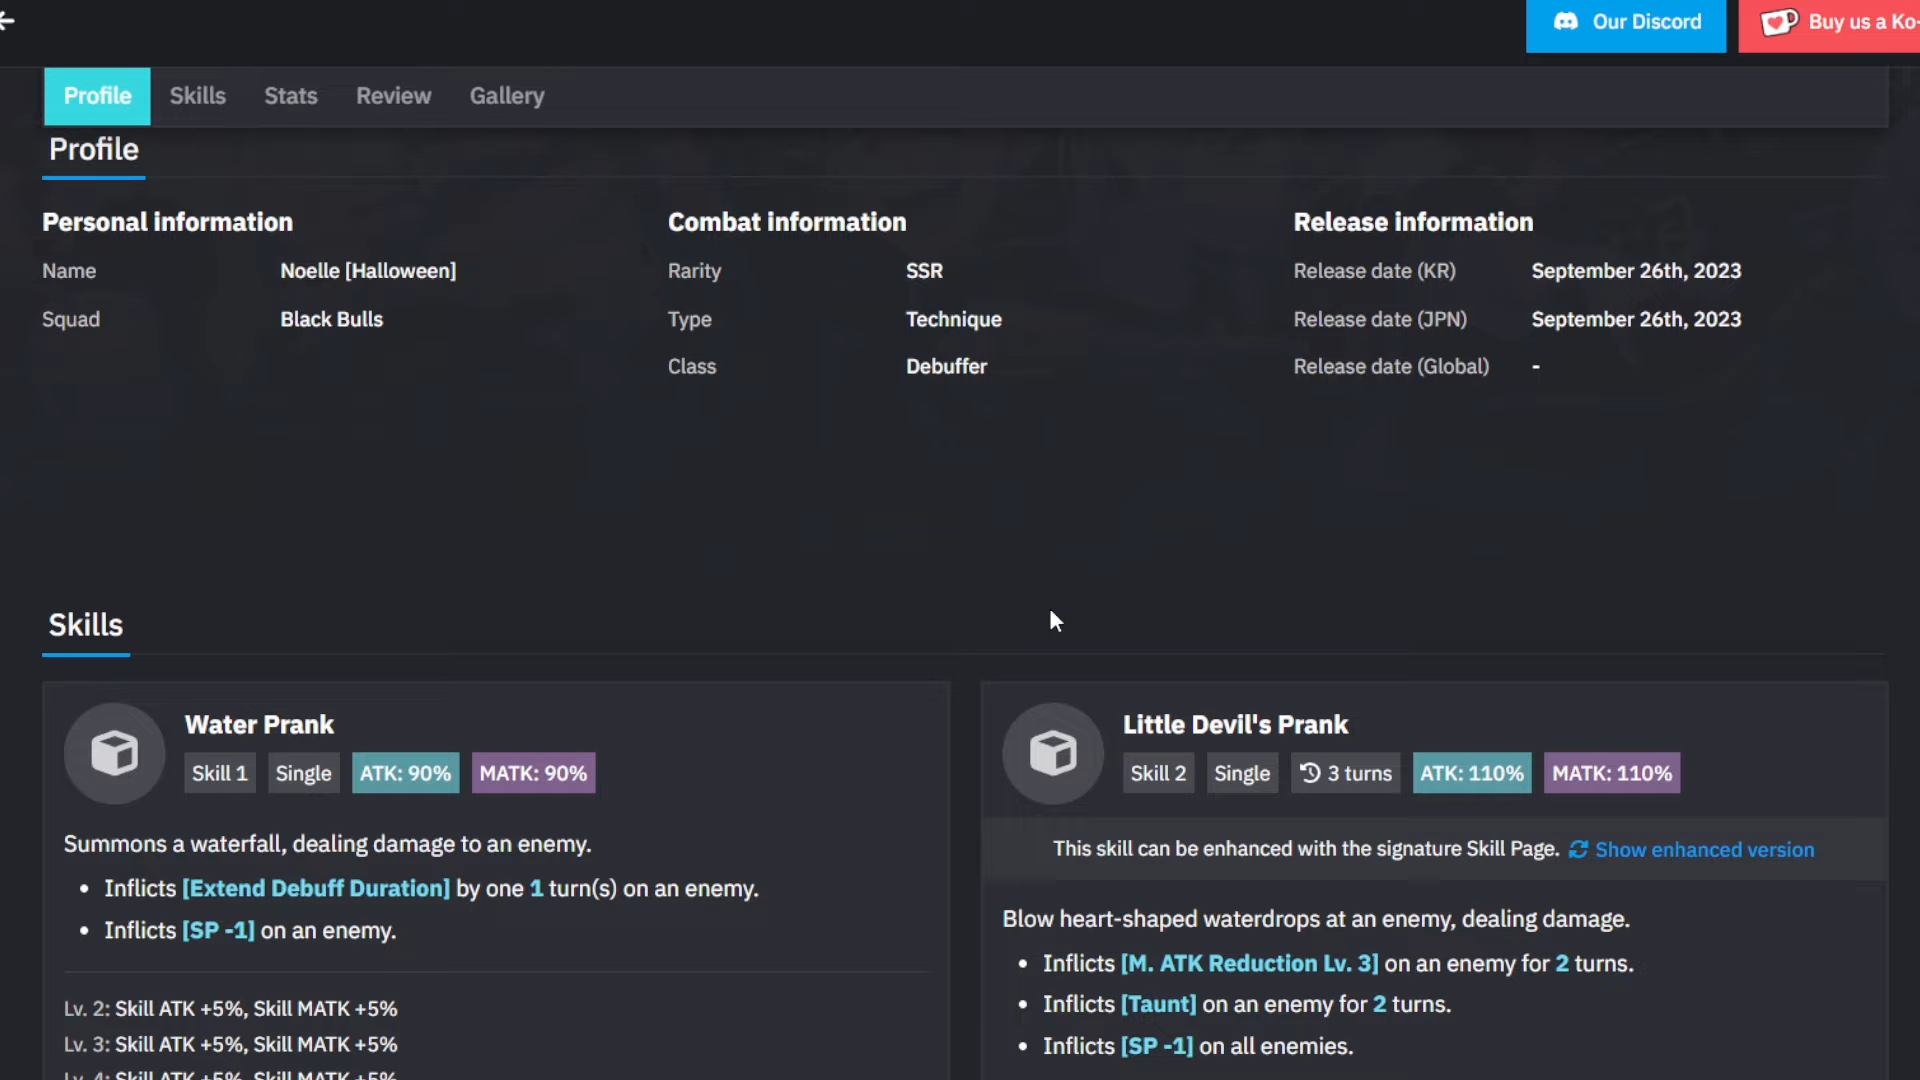 Our Discord
Buy us a Ko-
Profile Skills Stats Review Gallery
Profile
Personal information
Name Noelle [Halloween]
Squad Black Bulls
Combat information
Rarity SSR
Type Technique
Class Debuffer
Release information
Release date (KR) September 26th, 2023
Release date (JPN) September 26th, 2023
Release date (Global) -
Skills
Water Prank
Skill 1 Single ATK: 90% MATK: 90%
Summons a waterfall, dealing damage to an enemy.
• Inflicts [Extend Debuff Duration] by one 1 turn(s) on an enemy.
• Inflicts [SP -1] on an enemy.
Lv. 2: Skill ATK +5%, Skill MATK +5%
Lv. 3: Skill ATK +5%, Skill MATK +5%
Lv. 4: Skill ATK +5%, Skill MATK +5%
Little Devil's Prank
Skill 2 Single 3 turns ATK: 110% MATK: 110%
This skill can be enhanced with the signature Skill Page. Show enhanced version
Blow heart-shaped waterdrops at an enemy, dealing damage.
• Inflicts [M. ATK Reduction Lv. 3] on an enemy for 2 turns.
• Inflicts [Taunt] on an enemy for 2 turns.
• Inflicts [SP -1] on all enemies.